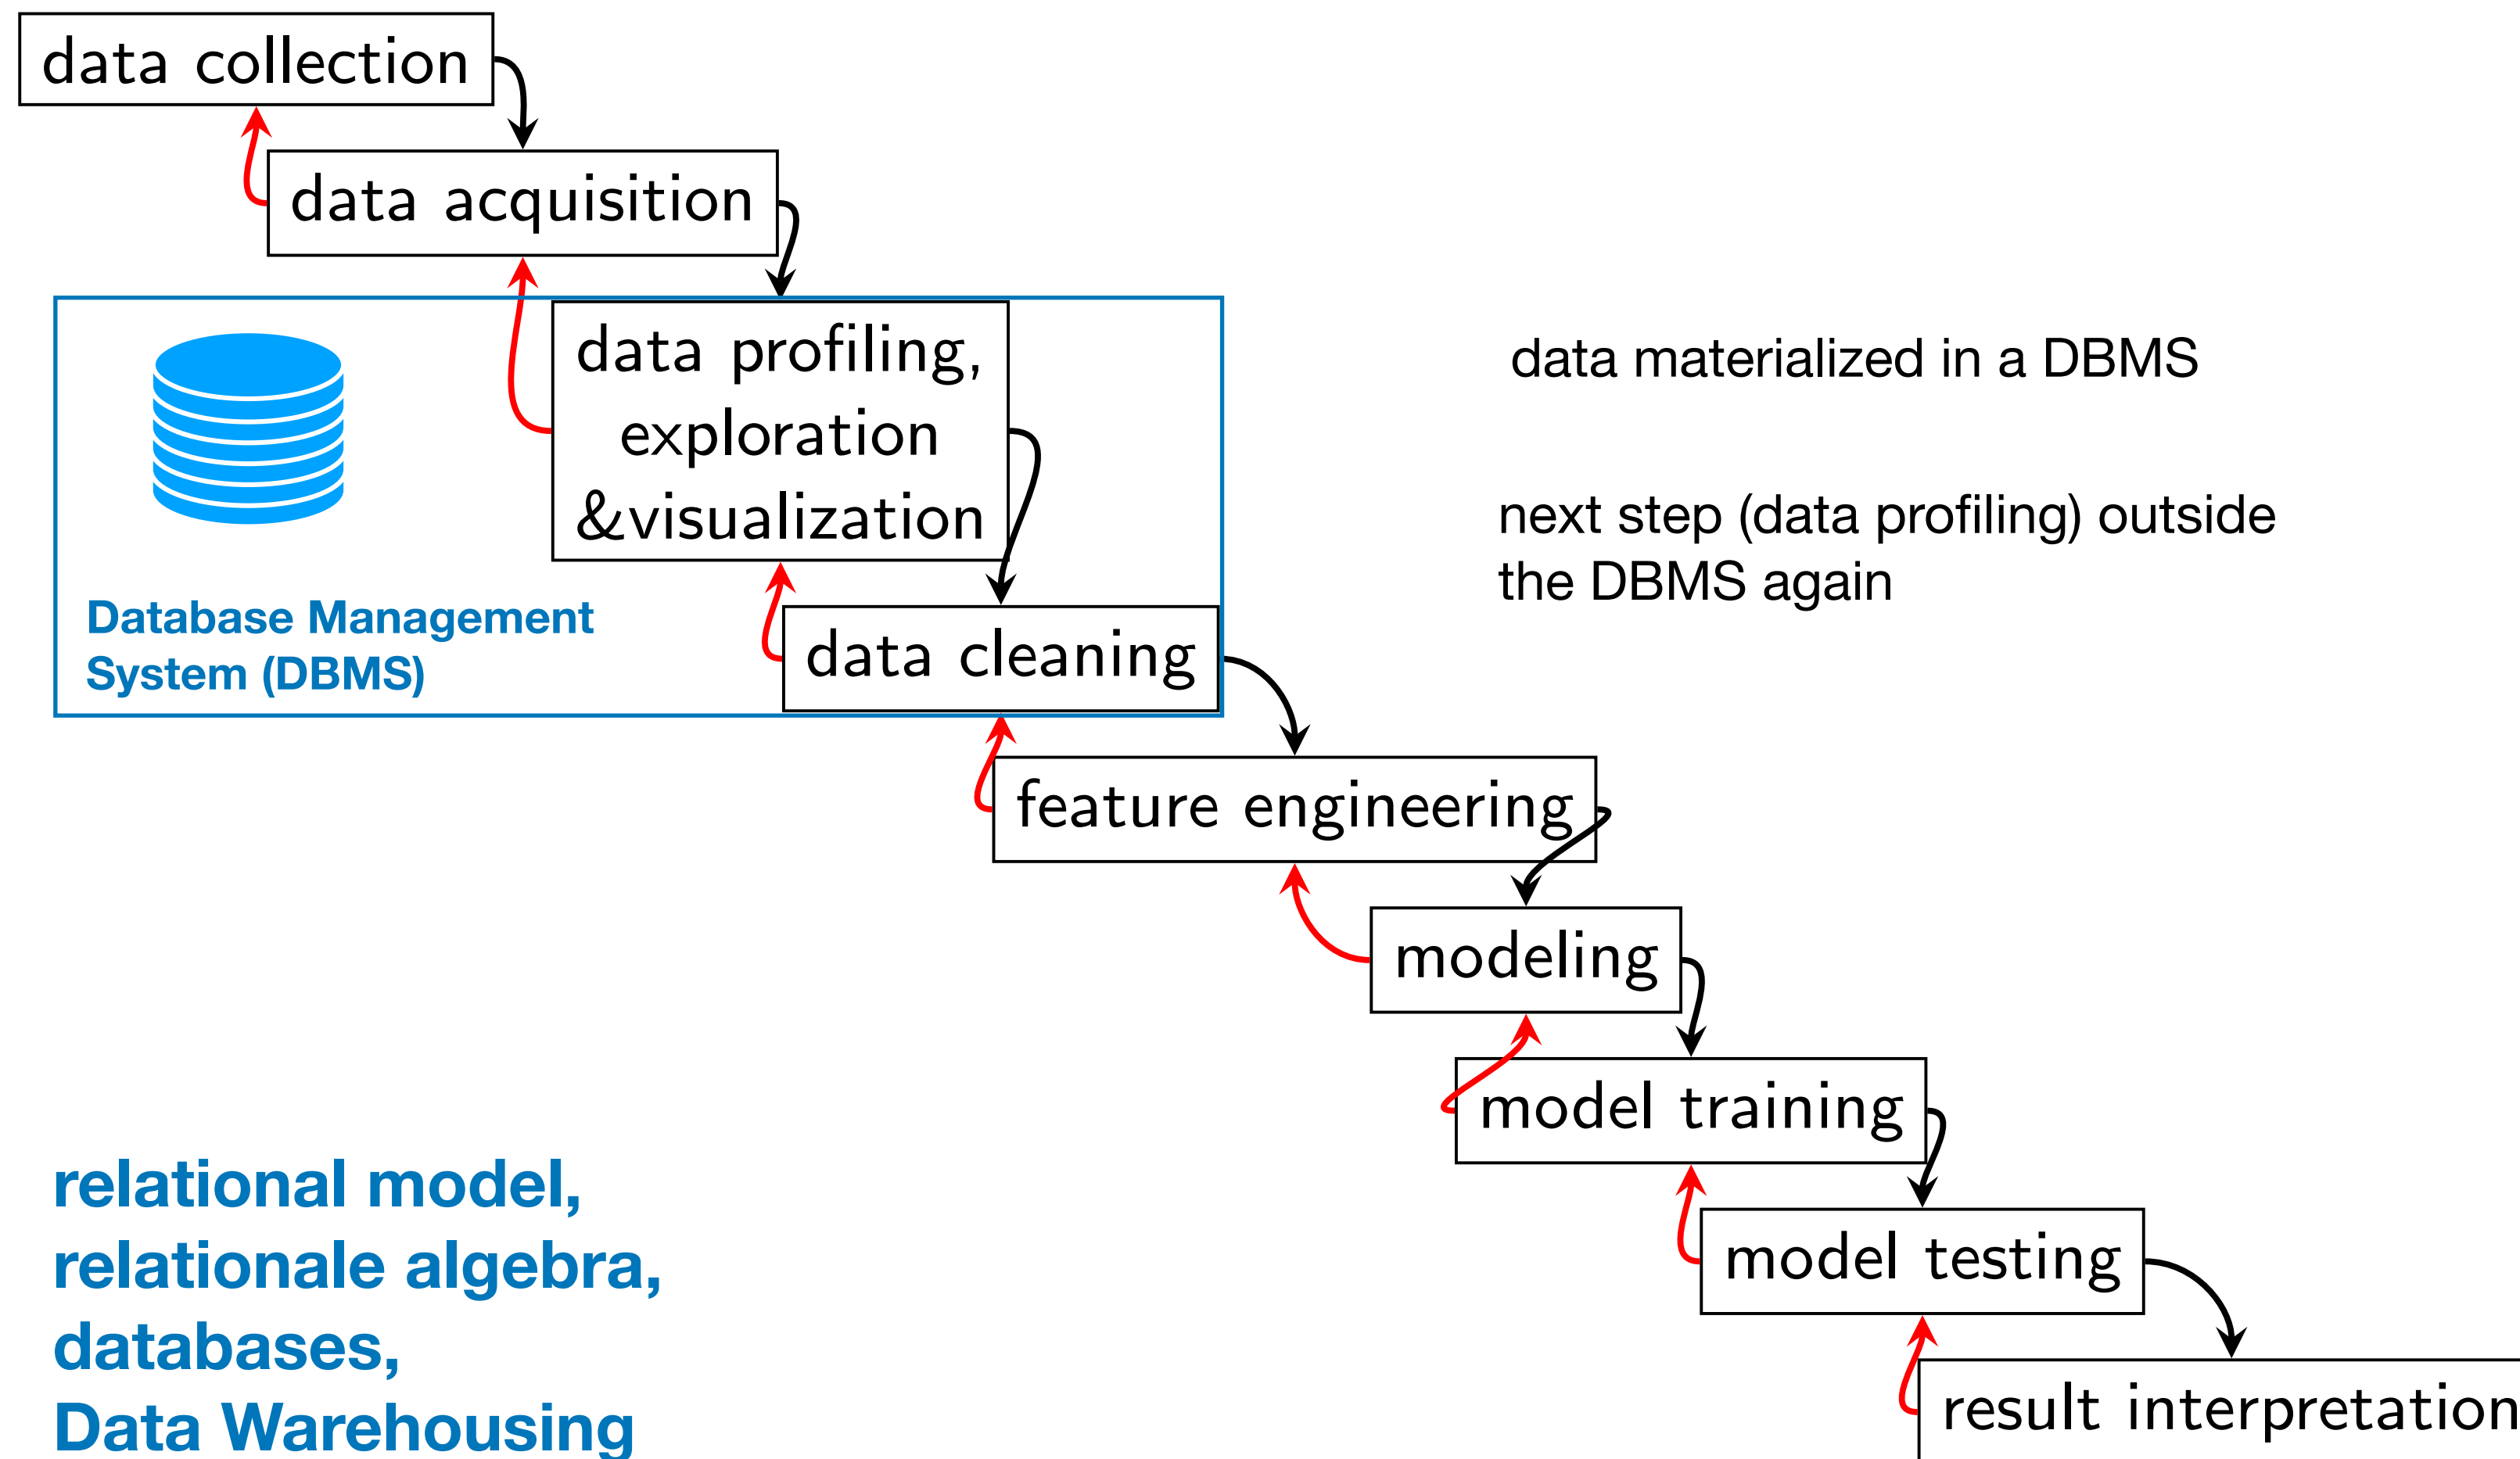 data collection
data acquisition
data profiling,
exploration
&visualization
data materialized in a DBMS
next step (data profiling) outside
the DBMS again
Database Management
System (DBMS)
data cleaning
feature engineering
modeling
model training
model testing
result interpretation
relational model,
relationale algebra,
databases,
Data Warehousing